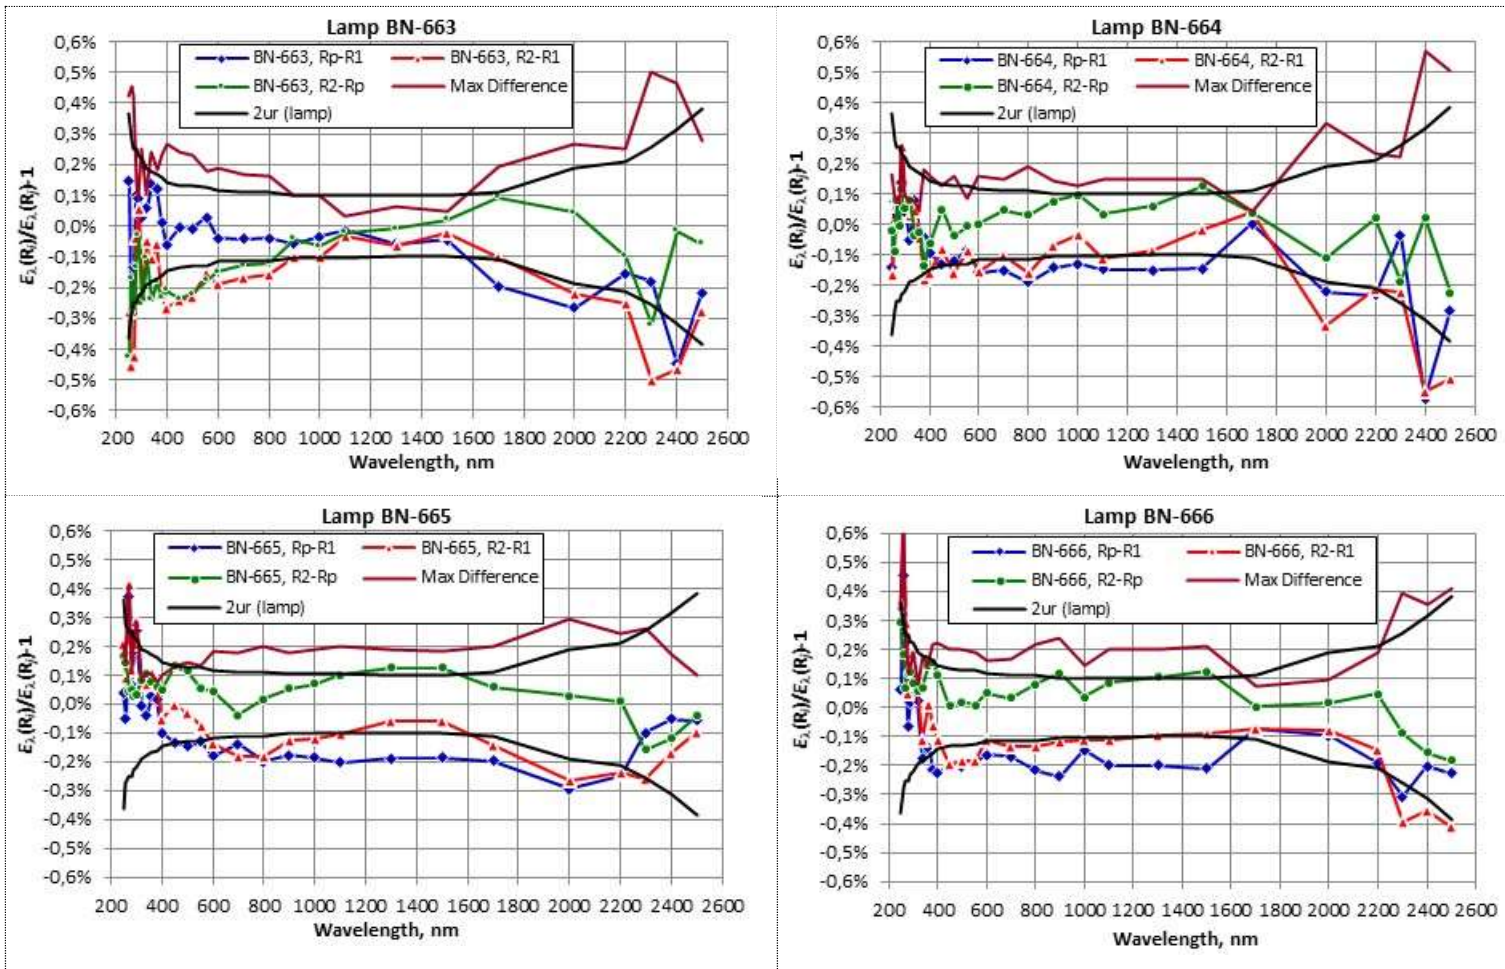 Lamp BN-663
BN-663, Rp-R1
BN-663, R2-R1
BN-663, R2-Rp
Max Difference
2ur (lamp)
0,6%
0,5%
0,4%
0,3%
0,2%
0,1%
0,0%
-0,1%
-0,2%
-0,3%
-0,4%
-0,5%
-0,6%
Eλ(Ri)/Eλ(Rj)-1
200 400 600 800 1000 1200 1400 1600 1800 2000 2200 2400 2600
Wavelength, nm
Lamp BN-664
BN-664, Rp-R1
BN-664, R2-R1
BN-664, R2-Rp
Max Difference
2ur (lamp)
0,6%
0,5%
0,4%
0,3%
0,2%
0,1%
0,0%
-0,1%
-0,2%
-0,3%
-0,4%
-0,5%
-0,6%
Eλ(Ri)/Eλ(Rj)-1
200 400 600 800 1000 1200 1400 1600 1800 2000 2200 2400 2600
Wavelength, nm
Lamp BN-665
BN-665, Rp-R1
BN-665, R2-R1
BN-665, R2-Rp
Max Difference
2ur (lamp)
0,6%
0,5%
0,4%
0,3%
0,2%
0,1%
0,0%
-0,1%
-0,2%
-0,3%
-0,4%
-0,5%
-0,6%
Eλ(Ri)/Eλ(Rj)-1
200 400 600 800 1000 1200 1400 1600 1800 2000 2200 2400 2600
Wavelength, nm
Lamp BN-666
BN-666, Rp-R1
BN-666, R2-R1
BN-666, R2-Rp
Max Difference
2ur (lamp)
0,6%
0,5%
0,4%
0,3%
0,2%
0,1%
0,0%
-0,1%
-0,2%
-0,3%
-0,4%
-0,5%
-0,6%
Eλ(Ri)/Eλ(Rj)-1
200 400 600 800 1000 1200 1400 1600 1800 2000 2200 2400 2600
Wavelength, nm